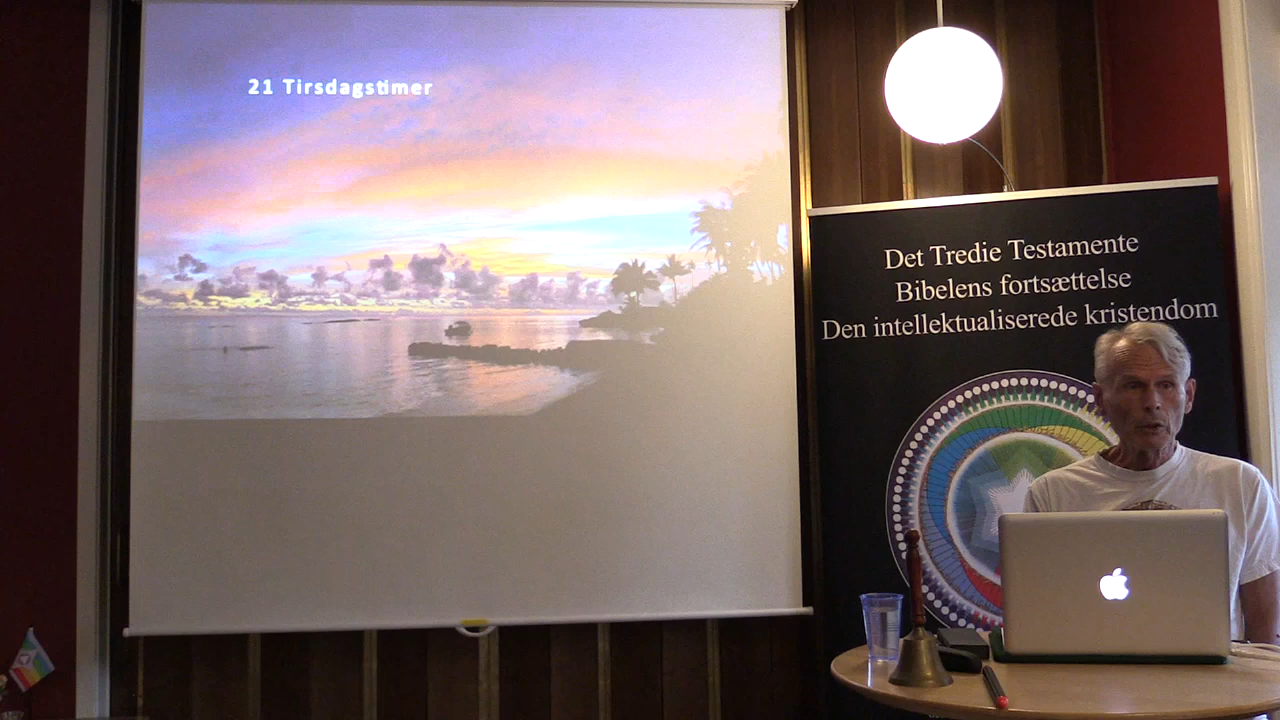 21 Tirsdagstimer
Det Tredie Testamente
Bibelens fortsættelse
Den intellektualiserede kristendom